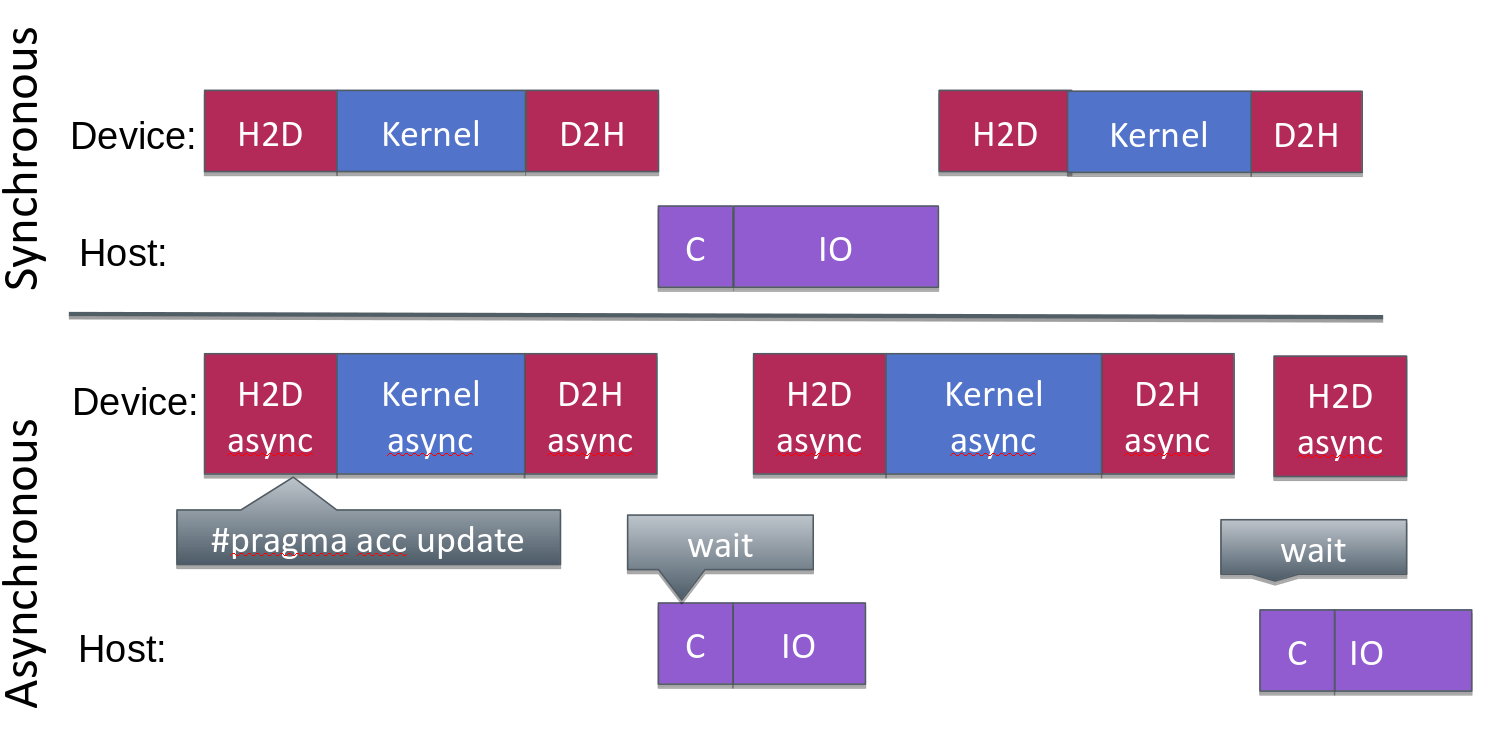 Synchronous
Device:
H2D
Kernel
D2H
H2D
Kernel
D2H
Host:
C
IO
Asynchronous
Device:
H2D
async
Kernel
async
D2H
async
H2D
async
Kernel
async
D2H
async
H2D
async
#pragma acc update
wait
wait
Host:
C
IO
C
IO